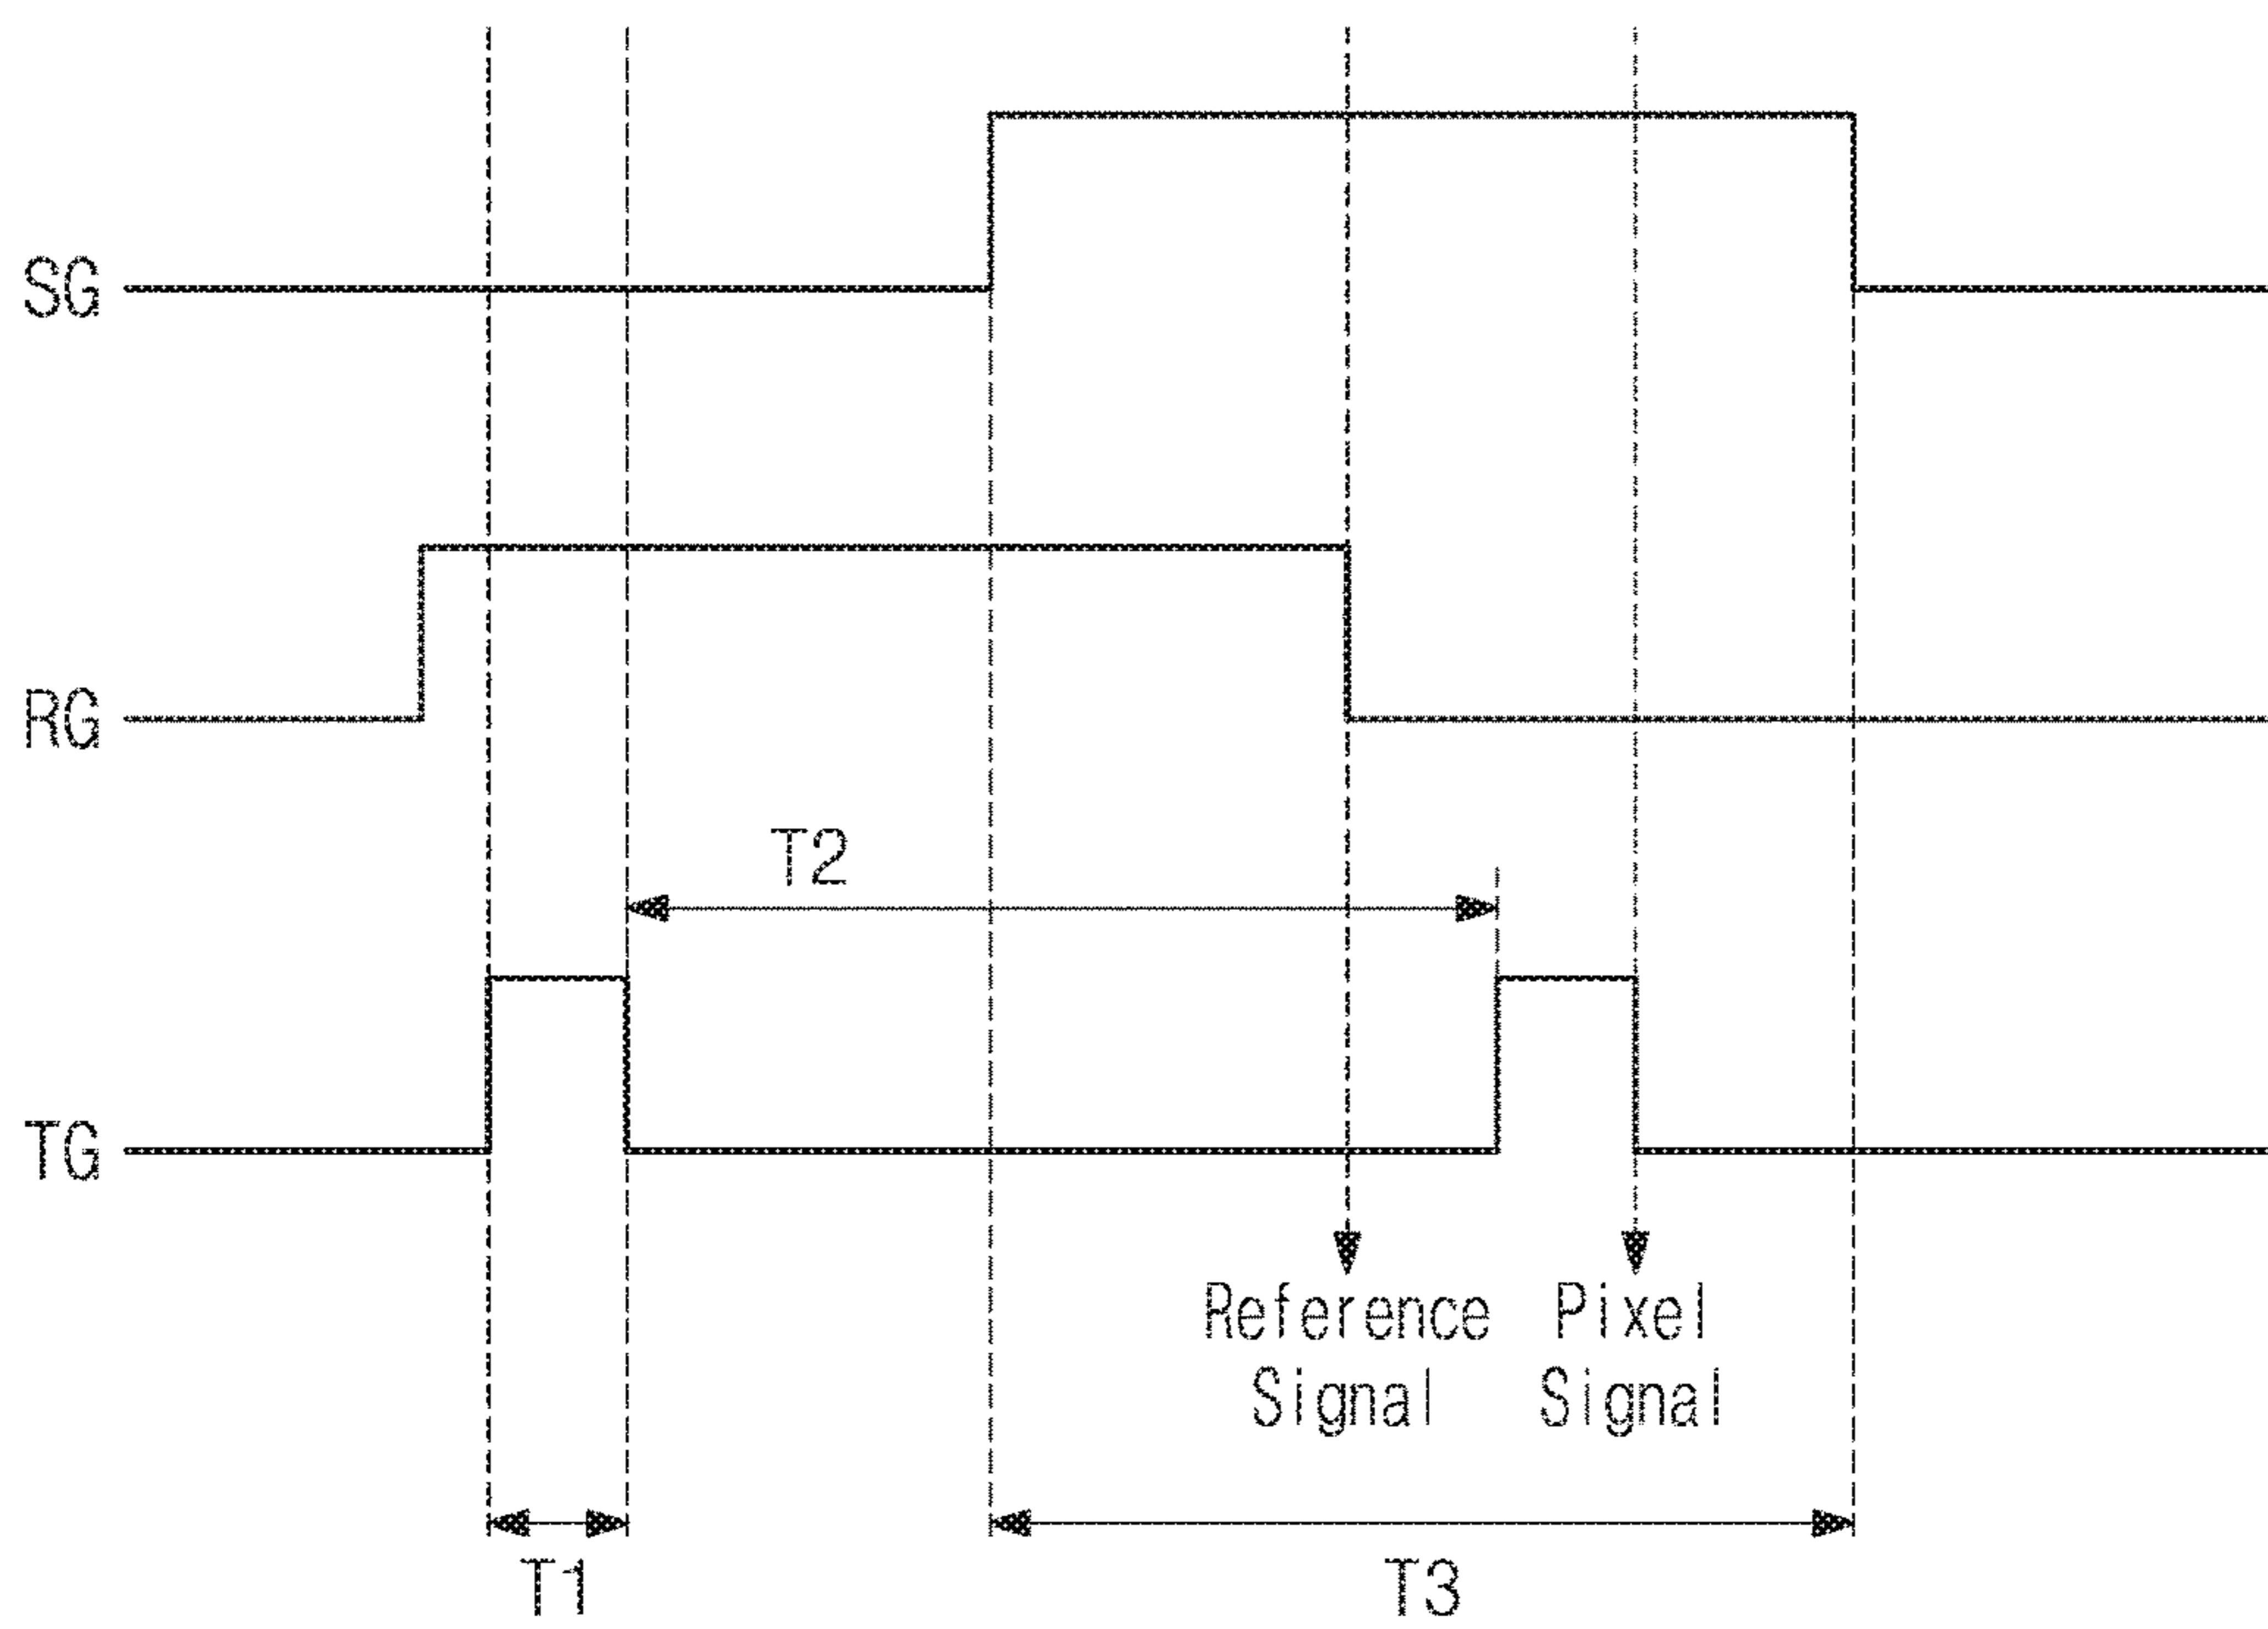 SG
RG
T2
TG
Reference Pixel
Signal Signal
T1
T3